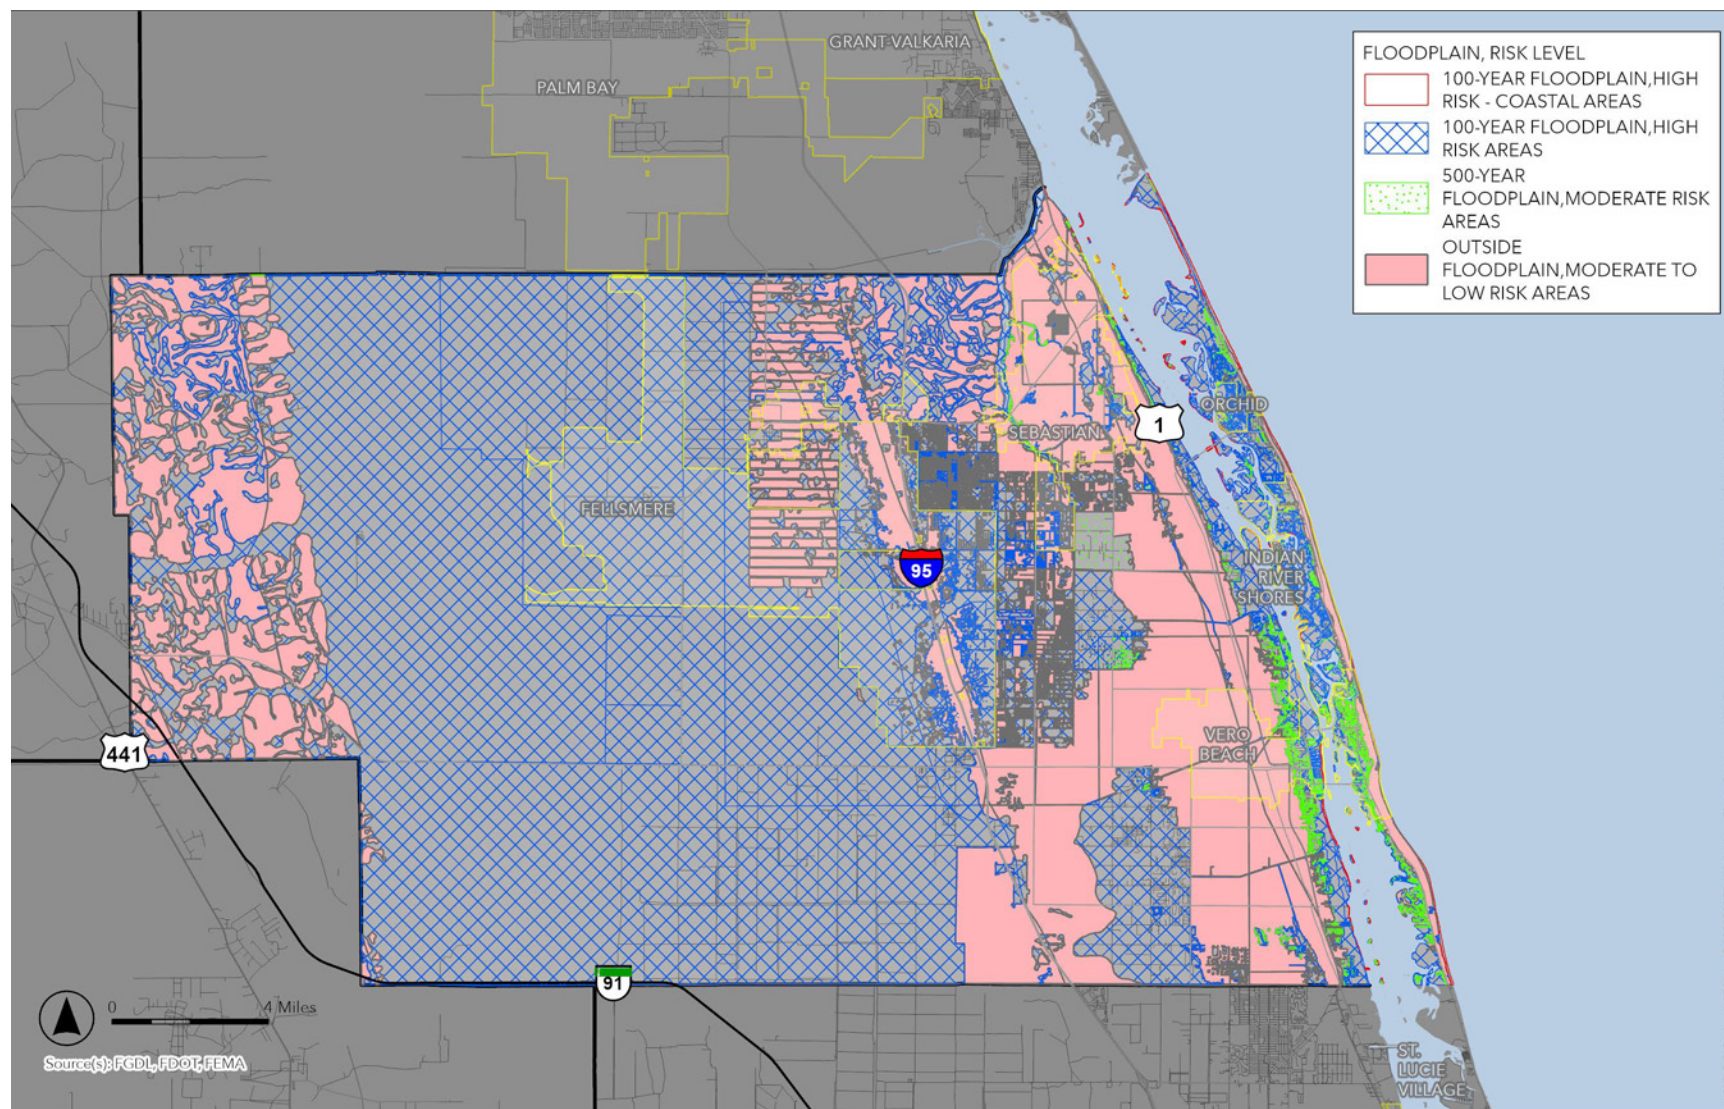 GRANT-VALKARIA
PALM BAY
FLOODPLAIN, RISK LEVEL
100-YEAR FLOODPLAIN,HIGH
RISK - COASTAL AREAS
100-YEAR FLOODPLAIN,HIGH
RISK AREAS
500-YEAR
FLOODPLAIN,MODERATE RISK
AREAS
OUTSIDE
FLOODPLAIN,MODERATE TO
LOW RISK AREAS
ORCHID
1
SEBASTIAN
FELLSMERE
95
INDIAN
RIVER
SHORES
VERO
BEACH
441
91
0 4 Miles
Source(s): FGDL, FDOT, FEMA
ST.
LUCIE
VILLAGE